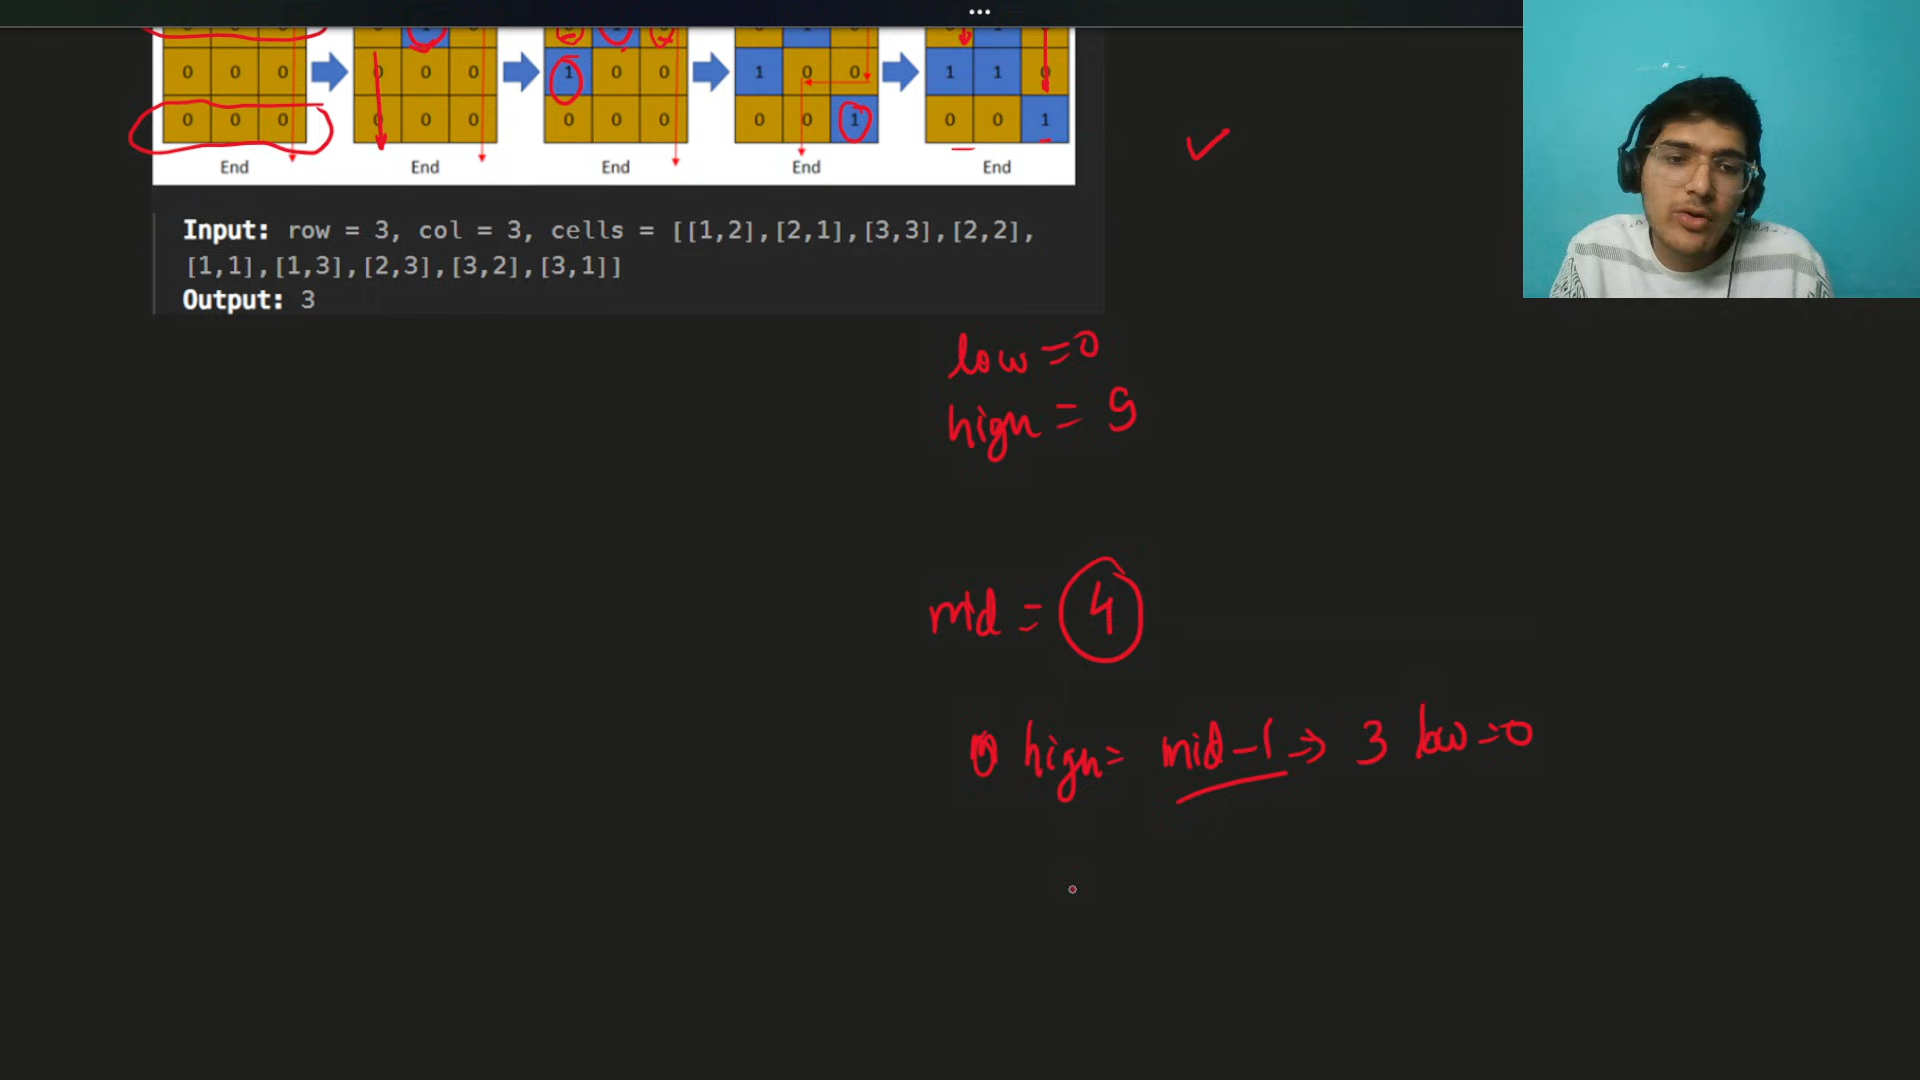 ...
0 0 0 0 0 0 1 0 0 1 0 0 1 1 0
0 0 0 0 0 0 0 0 0 0 0 1 0 0 1
End End End End End
Input: row = 3, col = 3, cells = [[1,2],[2,1],[3,3],[2,2],
[1,1],[1,3],[2,3],[3,2],[3,1]]
Output: 3
low = 0
high = 9
mid = 4
high = mid - 1 → 3 low = 0